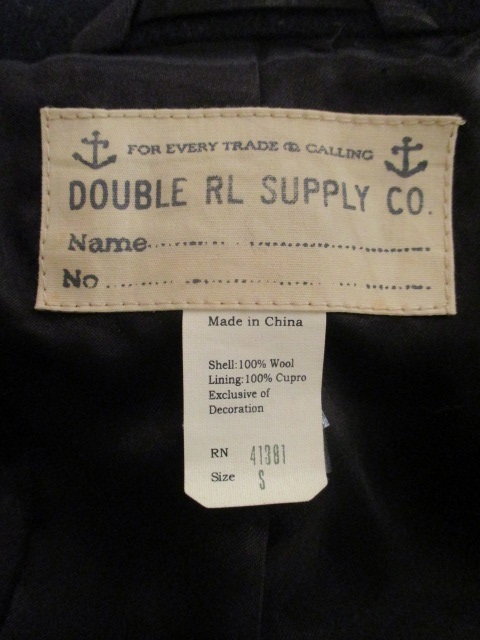 FOR EVERY TRADE & CALLING
DOUBLE RL SUPPLY CO.
Name
No
Made in China
Shell:100% Wool
Lining:100% Cupro
Exclusive of
Decoration
RN 41381
Size S